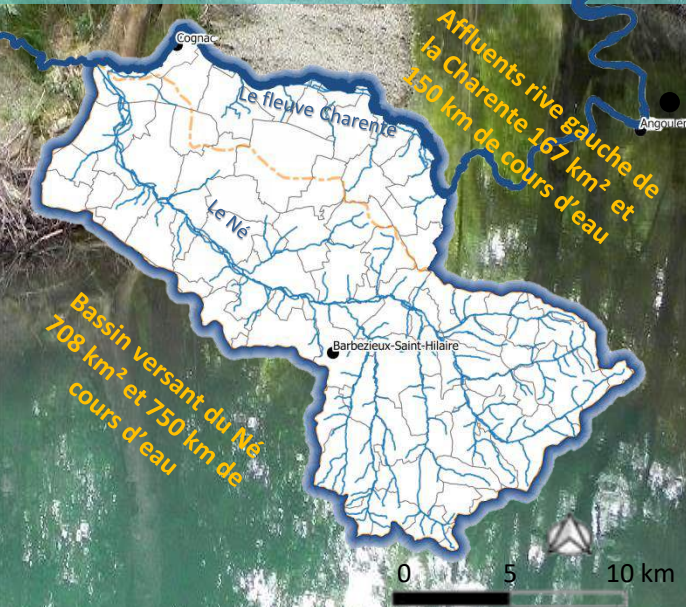 Cognac
Affluents rive gauche de
la Charente 167 km² et
150 km de cours d'eau
Le fleuve Charente
Angoulem
Le Né
Bassin versant du Né
708 km² et 750 km de
cours d'eau
Barbezieux-Saint-Hilaire
0 5 10 km